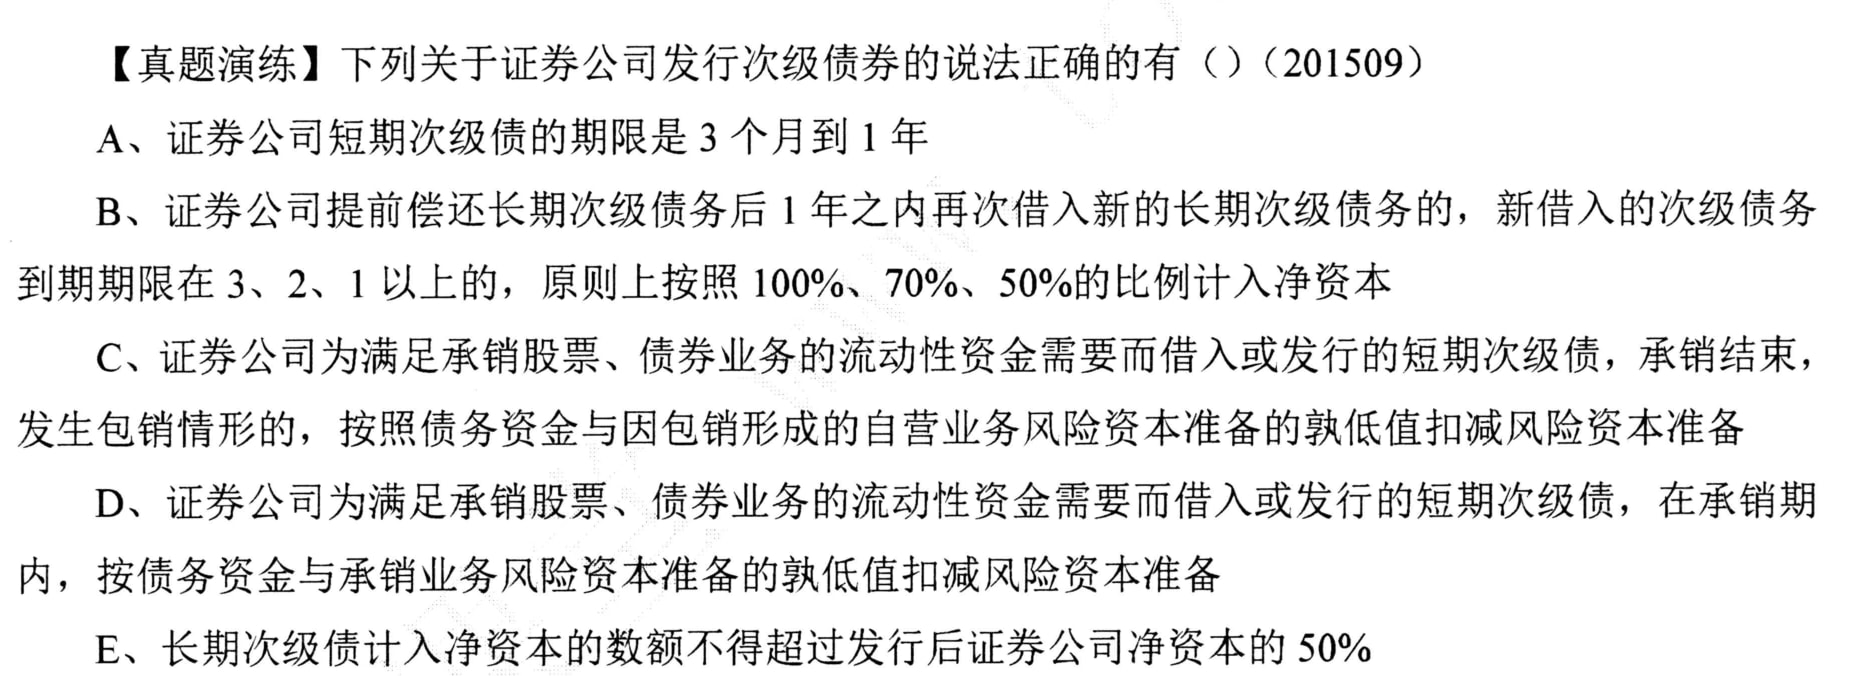 【真题演练】下列关于证券公司发行次级债券的说法正确的有（）（201509）
A、证券公司短期次级债的期限是 3 个月到 1 年
B、证券公司提前偿还长期次级债务后 1 年之内再次借入新的长期次级债务的，新借入的次级债务
到期期限在 3、2、1 以上的，原则上按照 100%、70%、50%的比例计入净资本
C、证券公司为满足承销股票、债券业务的流动性资金需要而借入或发行的短期次级债，承销结束，
发生包销情形的，按照债务资金与因包销形成的自营业务风险资本准备的孰低值扣减风险资本准备
D、证券公司为满足承销股票、债券业务的流动性资金需要而借入或发行的短期次级债，在承销期
内，按债务资金与承销业务风险资本准备的孰低值扣减风险资本准备
E、长期次级债计入净资本的数额不得超过发行后证券公司净资本的 50%